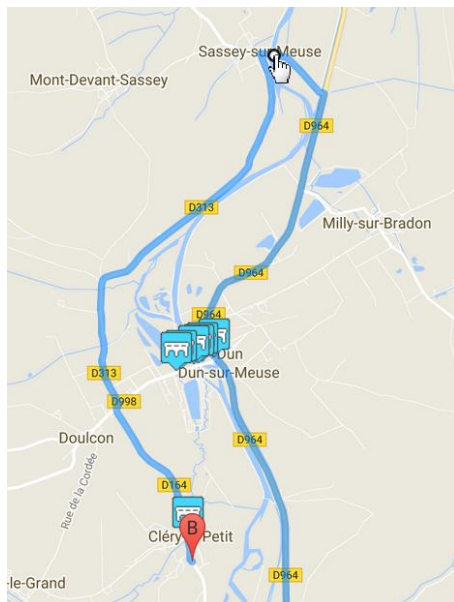 Sassey-sur-Meuse
Mont-Devant-Sassey
D964
D313
Milly-sur-Bradon
D964
D964
Dun
Dun-sur-Meuse
D313
D998
Doulcon
D964
Rue de la Cordée
D164
B
Cléry- Petit
D964
-le-Grand